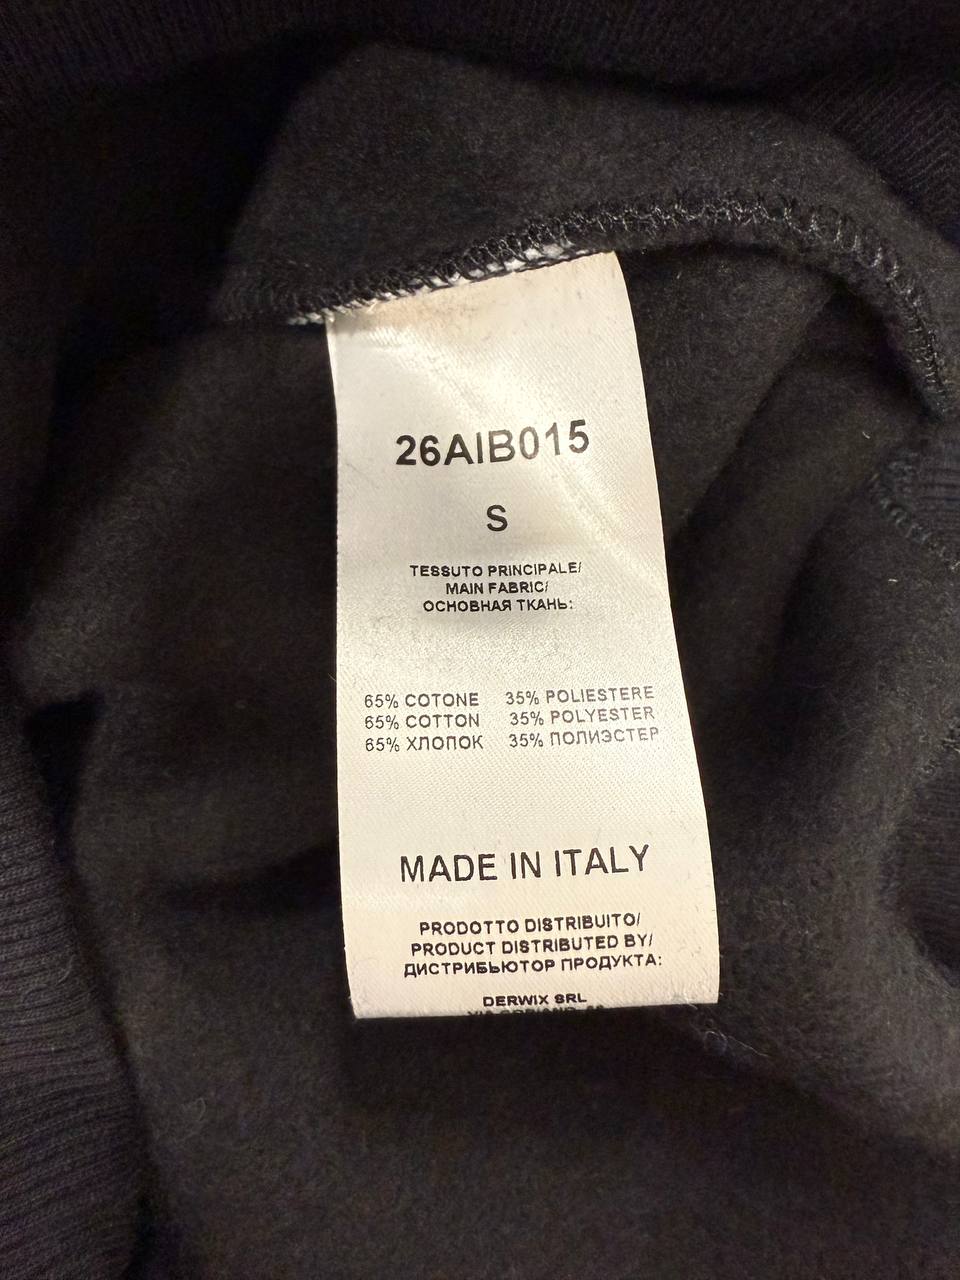 26AIB015
S
TESSUTO PRINCIPALE/
MAIN FABRIC/
ОСНОВНАЯ ТКАНЬ:
65% COTONE 35% POLIESTERE
65% COTTON 35% POLYESTER
65% ХЛОПОК 35% ПОЛИЭСТЕР
MADE IN ITALY
PRODOTTO DISTRIBUITO/
PRODUCT DISTRIBUTED BY/
ДИСТРИБЬЮТОР ПРОДУКТА:
DERWIX SRL
VIA